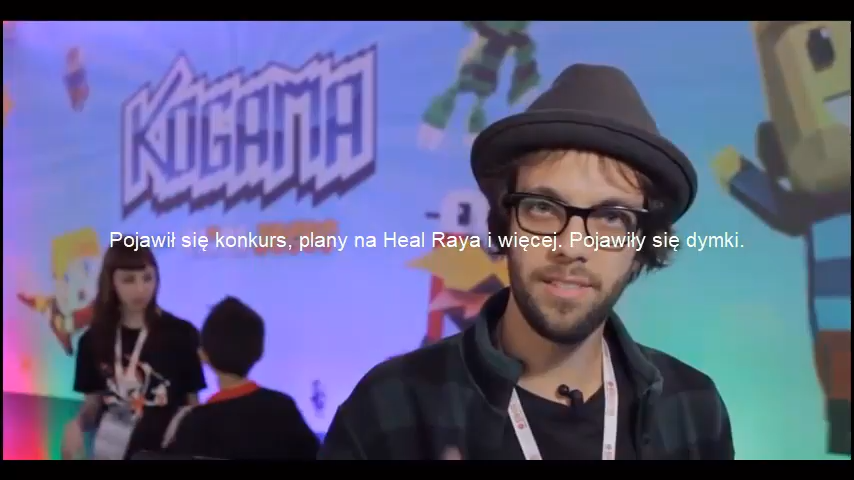 KOGAMA
Pojawił się konkurs, plany na Heal Raya i więcej. Pojawiły się dymki.